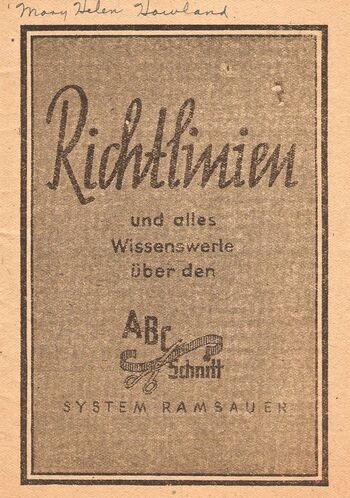 Mary Helen Howland.
Richtlinien
und alles
Wissenswerte
über den
ABC
Schnitt
SYSTEM RAMSAUER